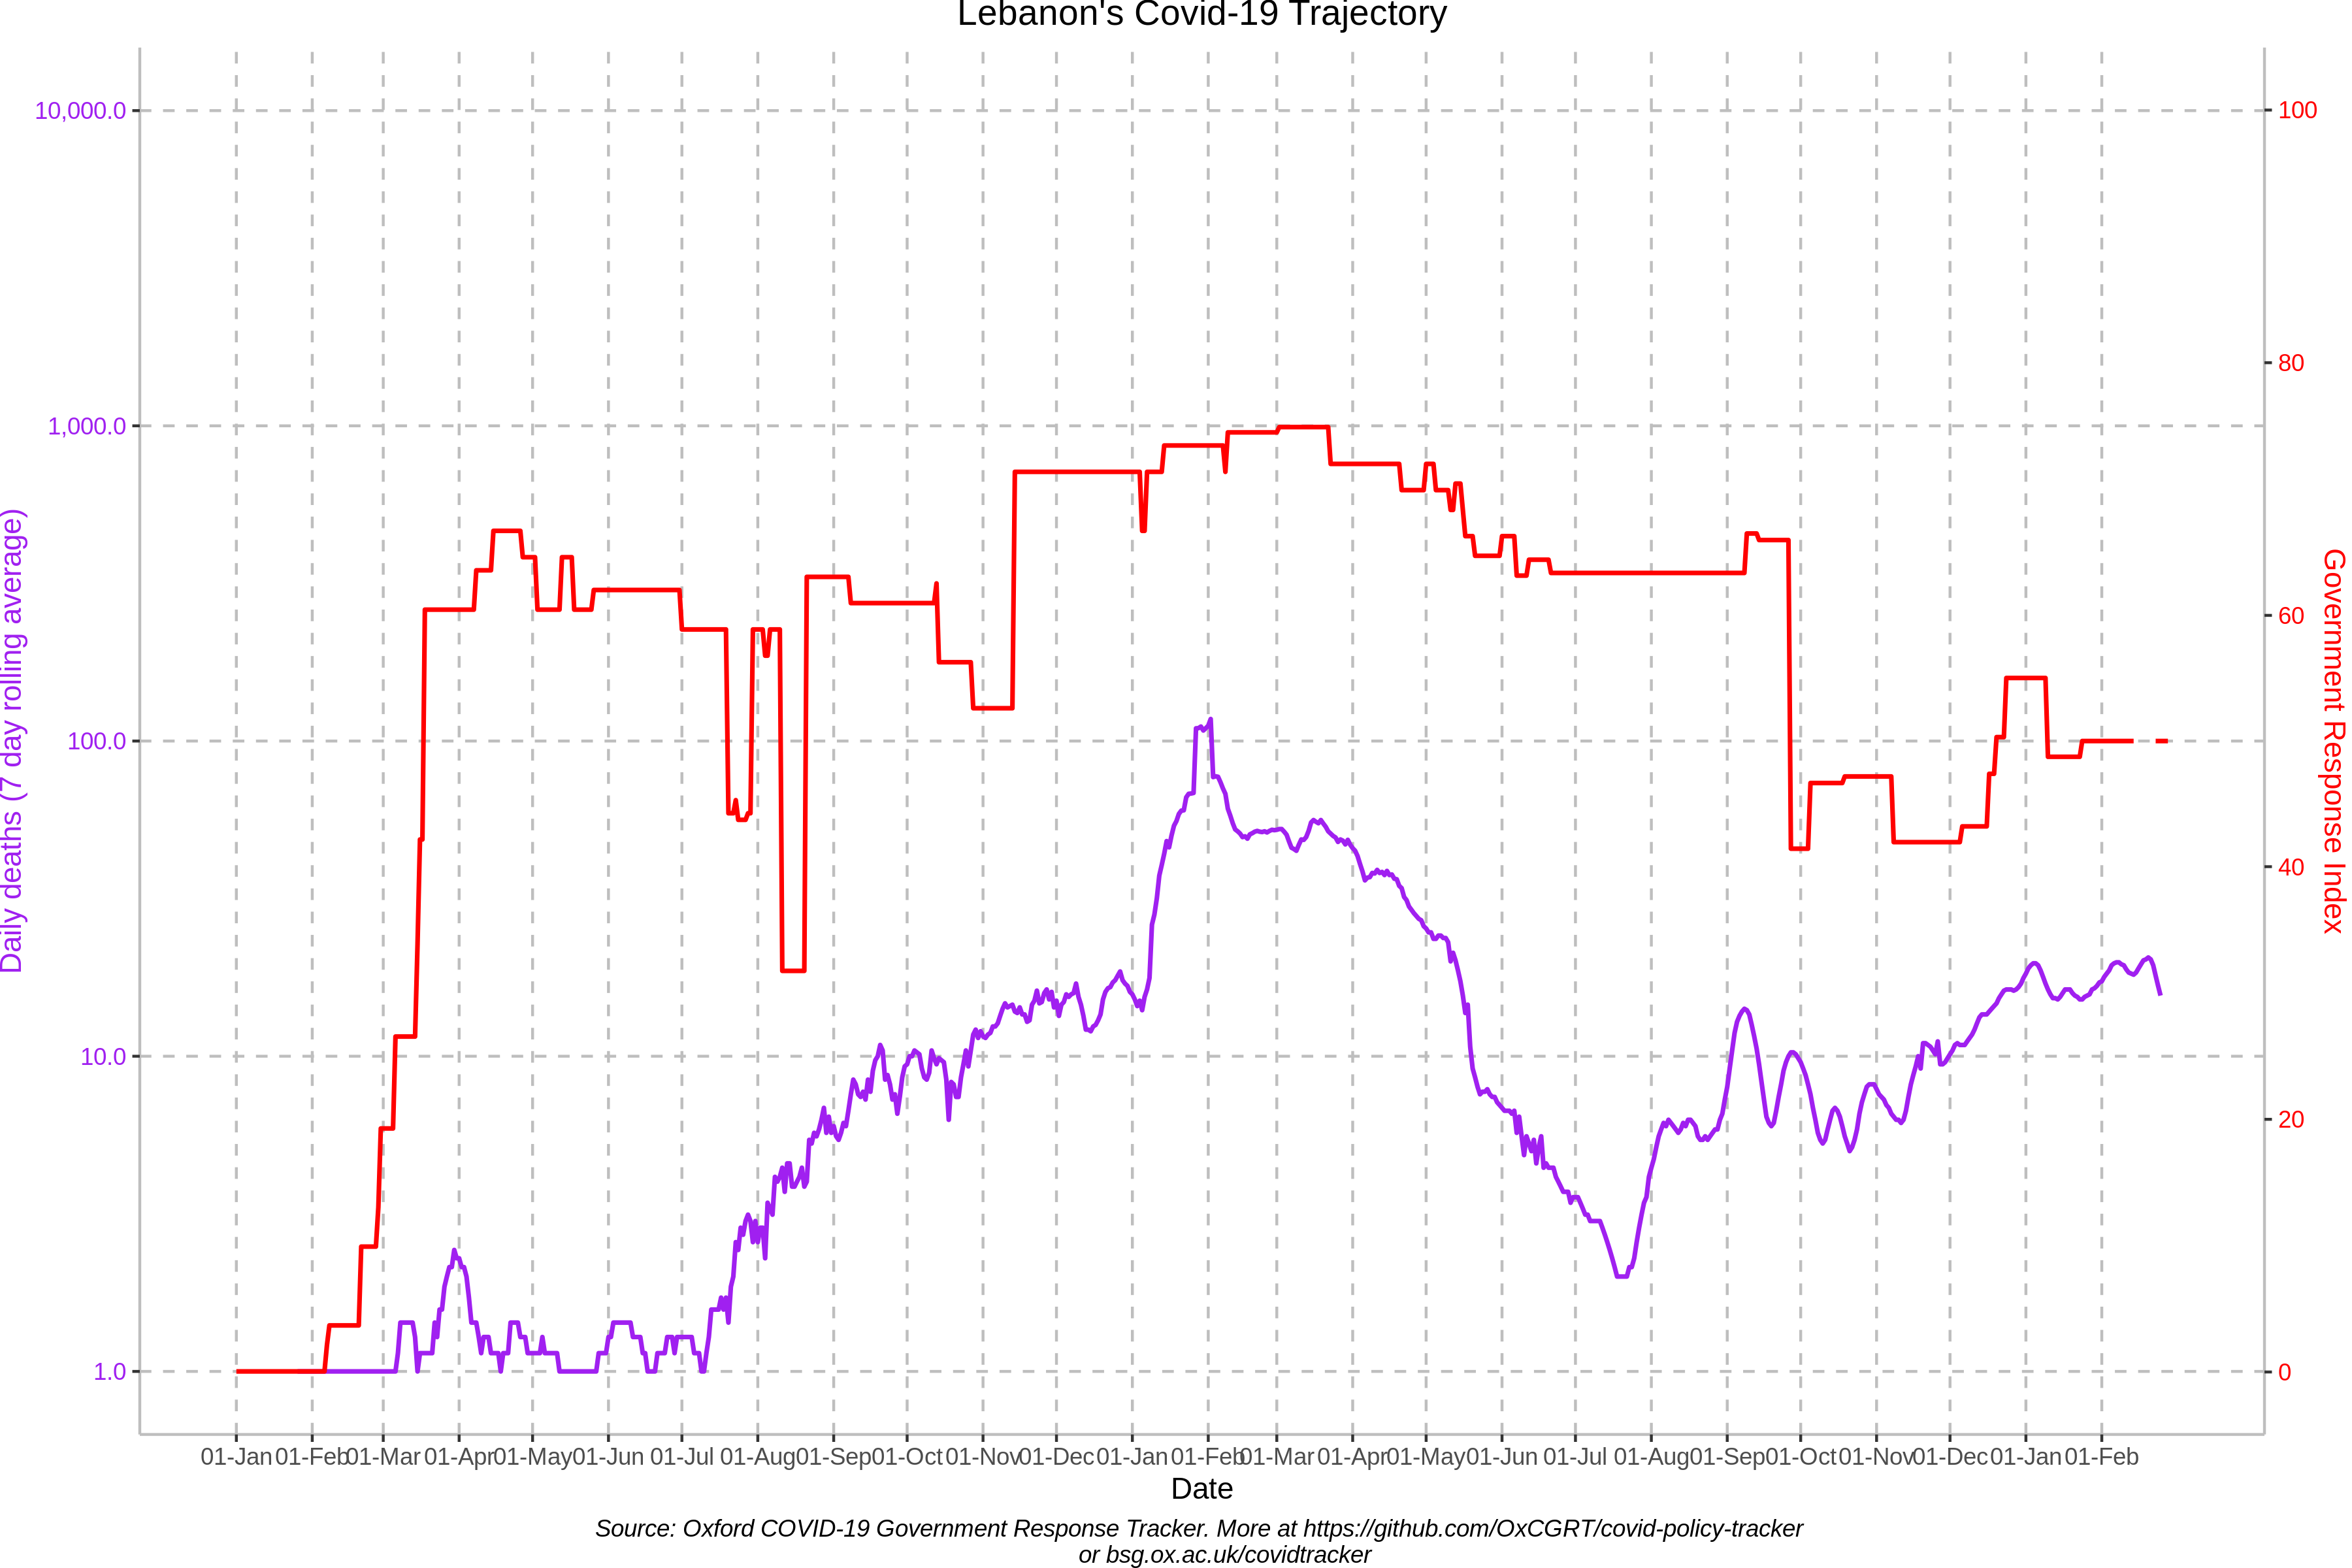 Lebanon's Covid-19 Trajectory
10,000.0
1,000.0
100.0
10.0
1.0
Daily deaths (7 day rolling average)
100
80
60
40
20
0
Government Response Index
01-Jan 01-Feb 01-Mar 01-Apr 01-May 01-Jun 01-Jul 01-Aug 01-Sep 01-Oct 01-Nov 01-Dec 01-Jan 01-Feb 01-Mar 01-Apr 01-May 01-Jun 01-Jul 01-Aug 01-Sep 01-Oct 01-Nov 01-Dec 01-Jan 01-Feb
Date
Source: Oxford COVID-19 Government Response Tracker. More at https://github.com/OxCGRT/covid-policy-tracker
or bsg.ox.ac.uk/covidtracker